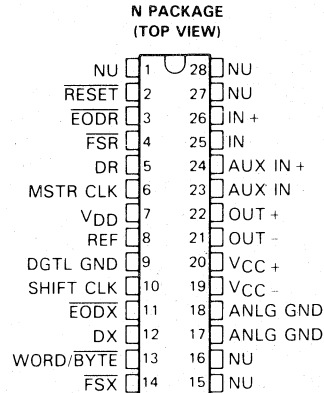 N PACKAGE
(TOP VIEW)
NU 1 28 NU
RESET 2 27 NU
EODR 3 26 IN +
FSR 4 25 IN
DR 5 24 AUX IN +
MSTR CLK 6 23 AUX IN -
VDD 7 22 OUT +
REF 8 21 OUT -
DGTL GND 9 20 VCC +
SHIFT CLK 10 19 VCC -
EODX 11 18 ANLG GND
DX 12 17 ANLG GND
WORD/BYTE 13 16 NU
FSX 14 15 NU